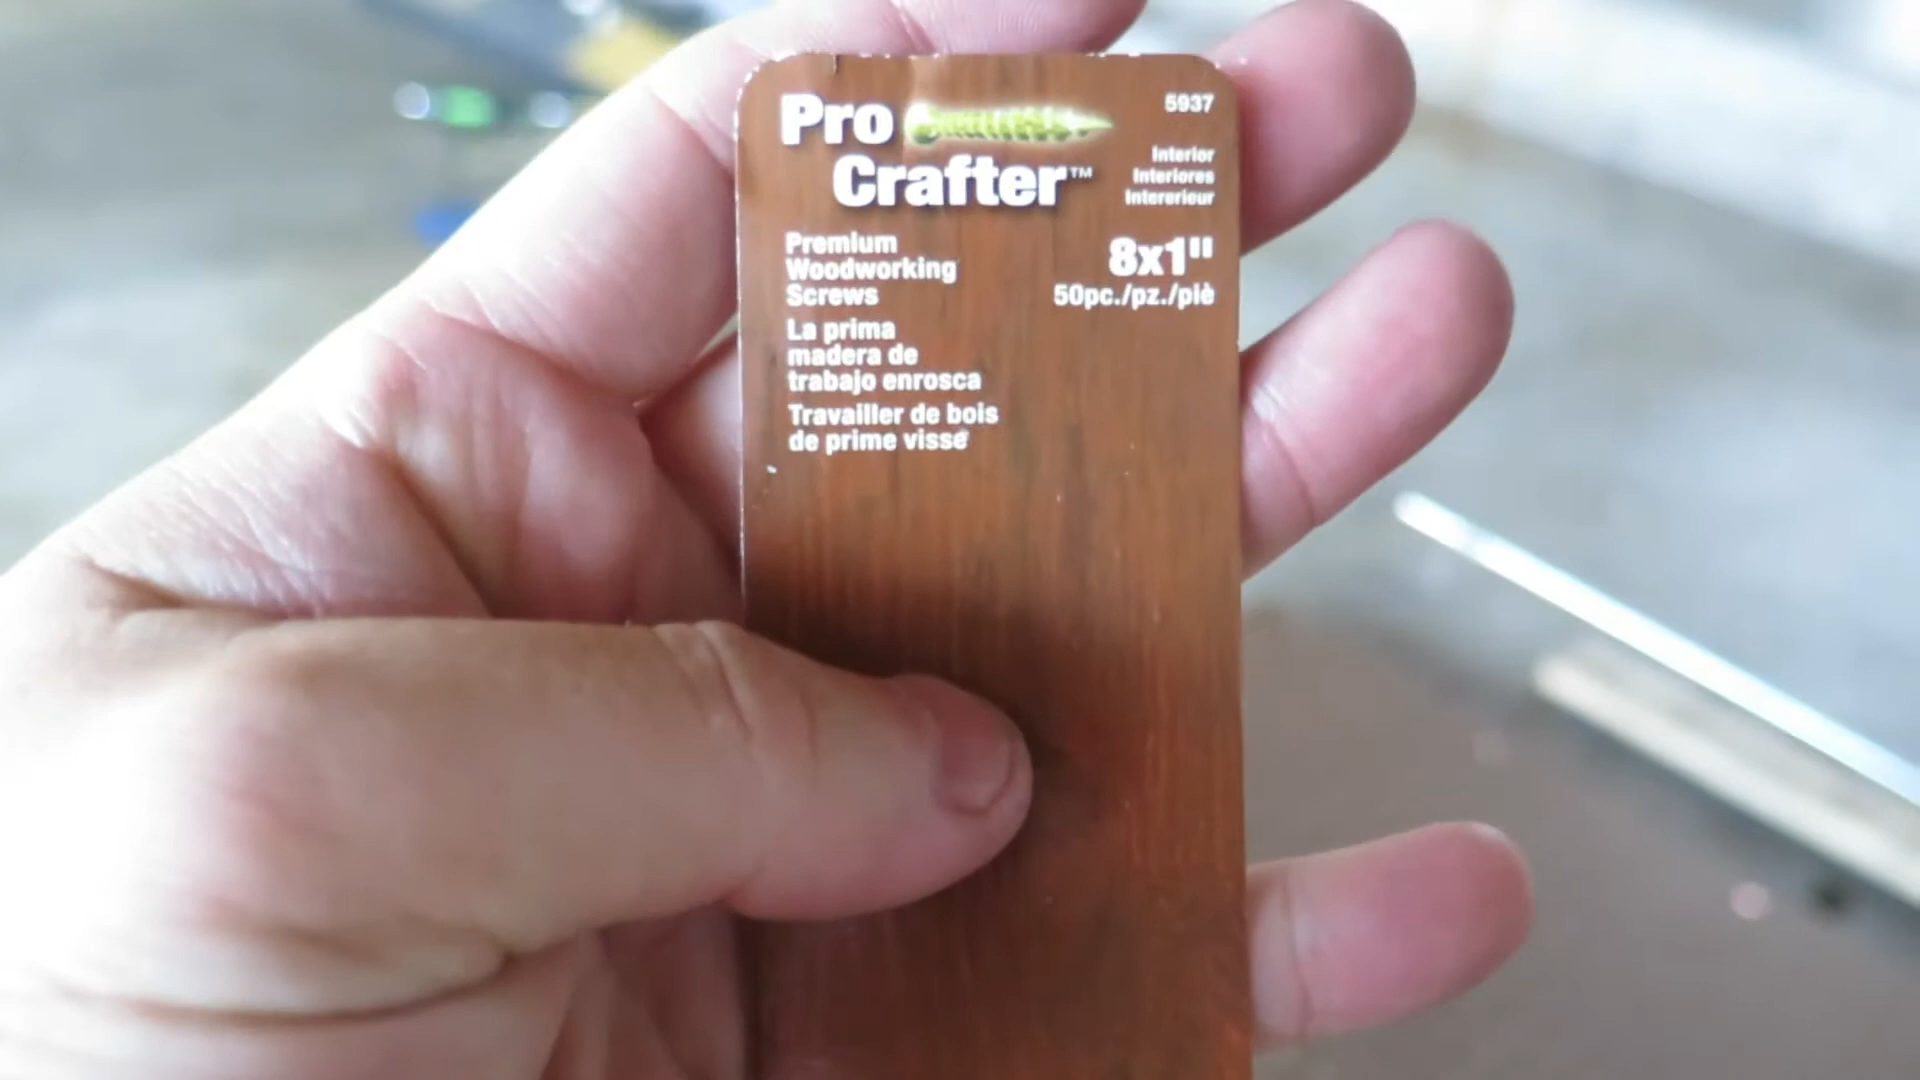 Pro
Crafter™
5937
Interior
Interiores
Intererieur
Premium
Woodworking
Screws
8x1"
50pc./pz./piè
La prima
madera de
trabajo enrosca
Travailler de bois
de prime visse